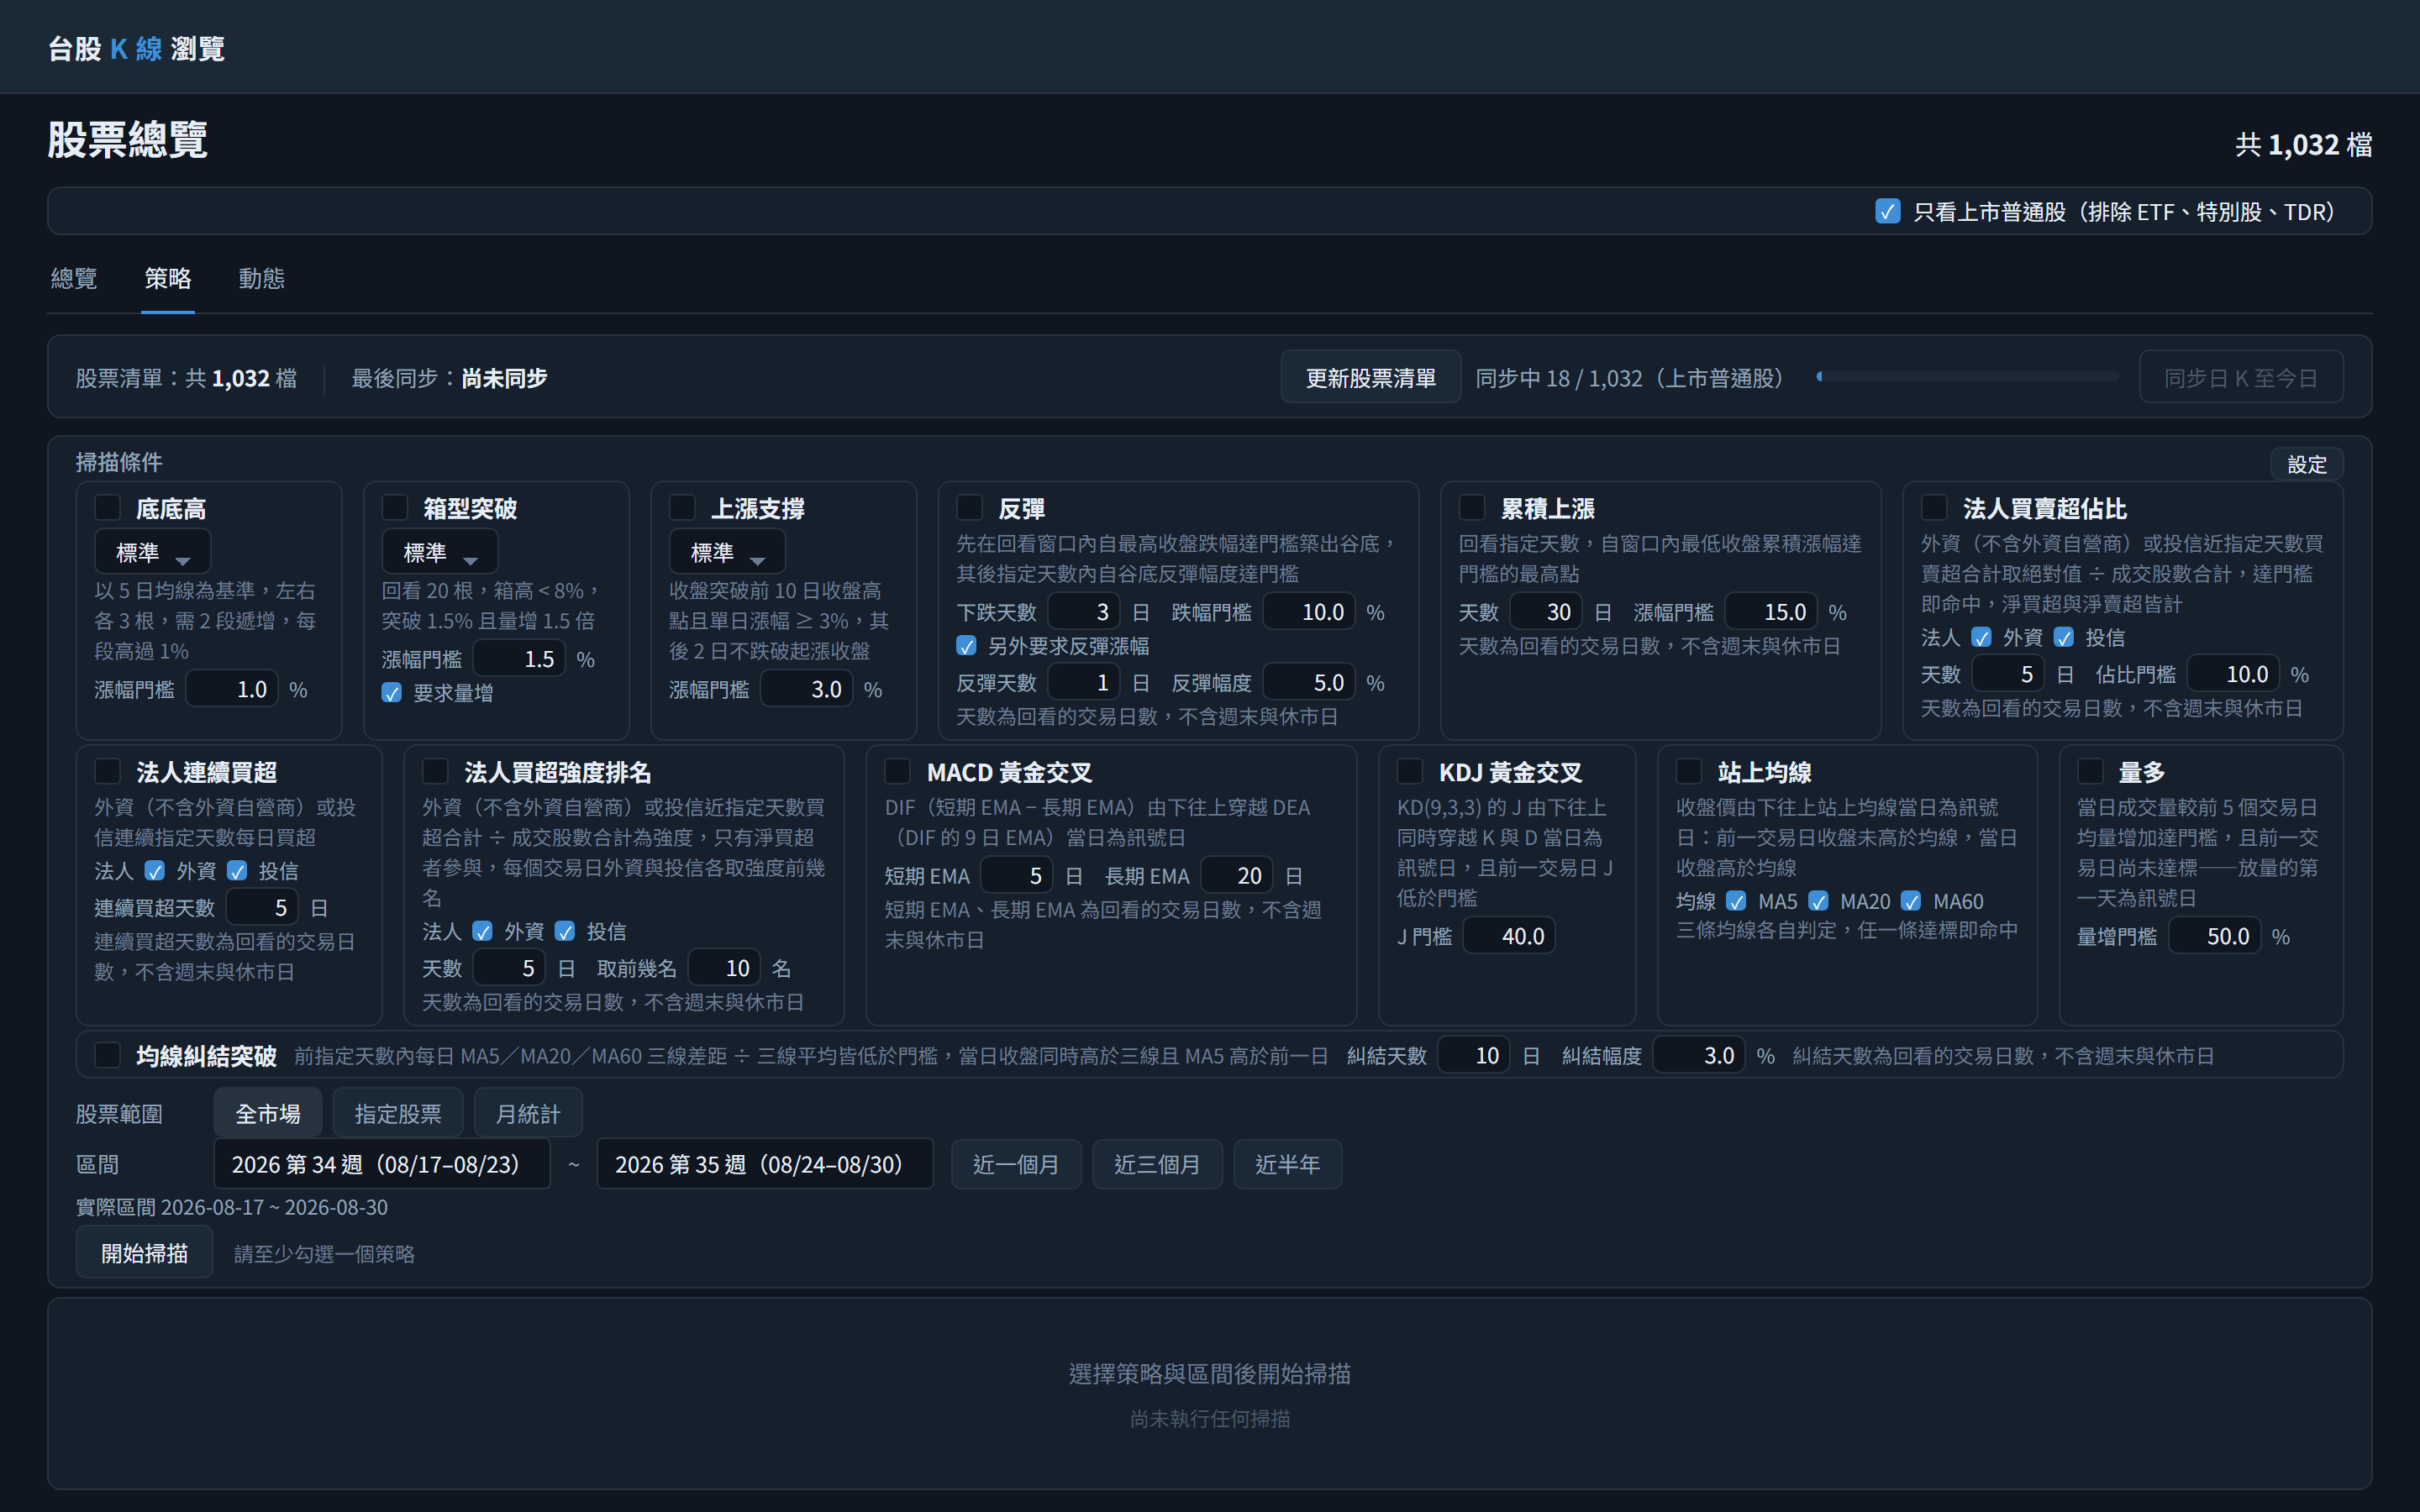 台股 K 線 瀏覽
股票總覽
共 1,032 檔
只看上市普通股（排除 ETF、特別股、TDR）
總覽 策略 動態
股票清單：共 1,032 檔 最後同步：尚未同步 更新股票清單 同步中 18 / 1,032（上市普通股） 同步日 K 至今日
掃描條件 設定
底底高
標準
以 5 日均線為基準，左右
各 3 根，需 2 段遞增，每
段高過 1%
漲幅門檻 1.0 %
箱型突破
標準
回看 20 根，箱高 < 8%，
突破 1.5% 且量增 1.5 倍
漲幅門檻 1.5 %
要求量增
上漲支撐
標準
收盤突破前 10 日收盤高
點且單日漲幅 ≥ 3%，其
後 2 日不跌破起漲收盤
漲幅門檻 3.0 %
反彈
先在回看窗口內自最高收盤跌幅達門檻築出谷底，
其後指定天數內自谷底反彈幅度達門檻
下跌天數 3 日 跌幅門檻 10.0 %
另外要求反彈漲幅
反彈天數 1 日 反彈幅度 5.0 %
天數為回看的交易日數，不含週末與休市日
累積上漲
回看指定天數，自窗口內最低收盤累積漲幅達
門檻的最高點
天數 30 日 漲幅門檻 15.0 %
天數為回看的交易日數，不含週末與休市日
法人買賣超佔比
外資（不含外資自營商）或投信近指定天數買
賣超合計取絕對值 ÷ 成交股數合計，達門檻
即命中，淨買超與淨賣超皆計
法人 外資 投信
天數 5 日 佔比門檻 10.0 %
天數為回看的交易日數，不含週末與休市日
法人連續買超
外資（不含外資自營商）或投
信連續指定天數每日買超
法人 外資 投信
連續買超天數 5 日
連續買超天數為回看的交易日
數，不含週末與休市日
法人買超強度排名
外資（不含外資自營商）或投信近指定天數買
超合計 ÷ 成交股數合計為強度，只有淨買超
者參與，每個交易日外資與投信各取強度前幾
名
法人 外資 投信
天數 5 日 取前幾名 10 名
天數為回看的交易日數，不含週末與休市日
MACD 黃金交叉
DIF（短期 EMA − 長期 EMA）由下往上穿越 DEA
（DIF 的 9 日 EMA）當日為訊號日
短期 EMA 5 日 長期 EMA 20 日
短期 EMA、長期 EMA 為回看的交易日數，不含週
末與休市日
KDJ 黃金交叉
KD(9,3,3) 的 J 由下往上
同時穿越 K 與 D 當日為
訊號日，且前一交易日 J
低於門檻
J 門檻 40.0
站上均線
收盤價由下往上站上均線當日為訊號
日：前一交易日收盤未高於均線，當日
收盤高於均線
均線 MA5 MA20 MA60
三條均線各自判定，任一條達標即命中
量多
當日成交量較前 5 個交易日
均量增加達門檻，且前一交
易日尚未達標——放量的第
一天為訊號日
量增門檻 50.0 %
均線糾結突破 前指定天數內每日 MA5／MA20／MA60 三線差距 ÷ 三線平均皆低於門檻，當日收盤同時高於三線且 MA5 高於前一日 糾結天數 10 日 糾結幅度 3.0 % 糾結天數為回看的交易日數，不含週末與休市日
股票範圍 全市場 指定股票 月統計
區間 2026 第 34 週（08/17–08/23） ~ 2026 第 35 週（08/24–08/30） 近一個月 近三個月 近半年
實際區間 2026-08-17 ~ 2026-08-30
開始掃描 請至少勾選一個策略
選擇策略與區間後開始掃描
尚未執行任何掃描